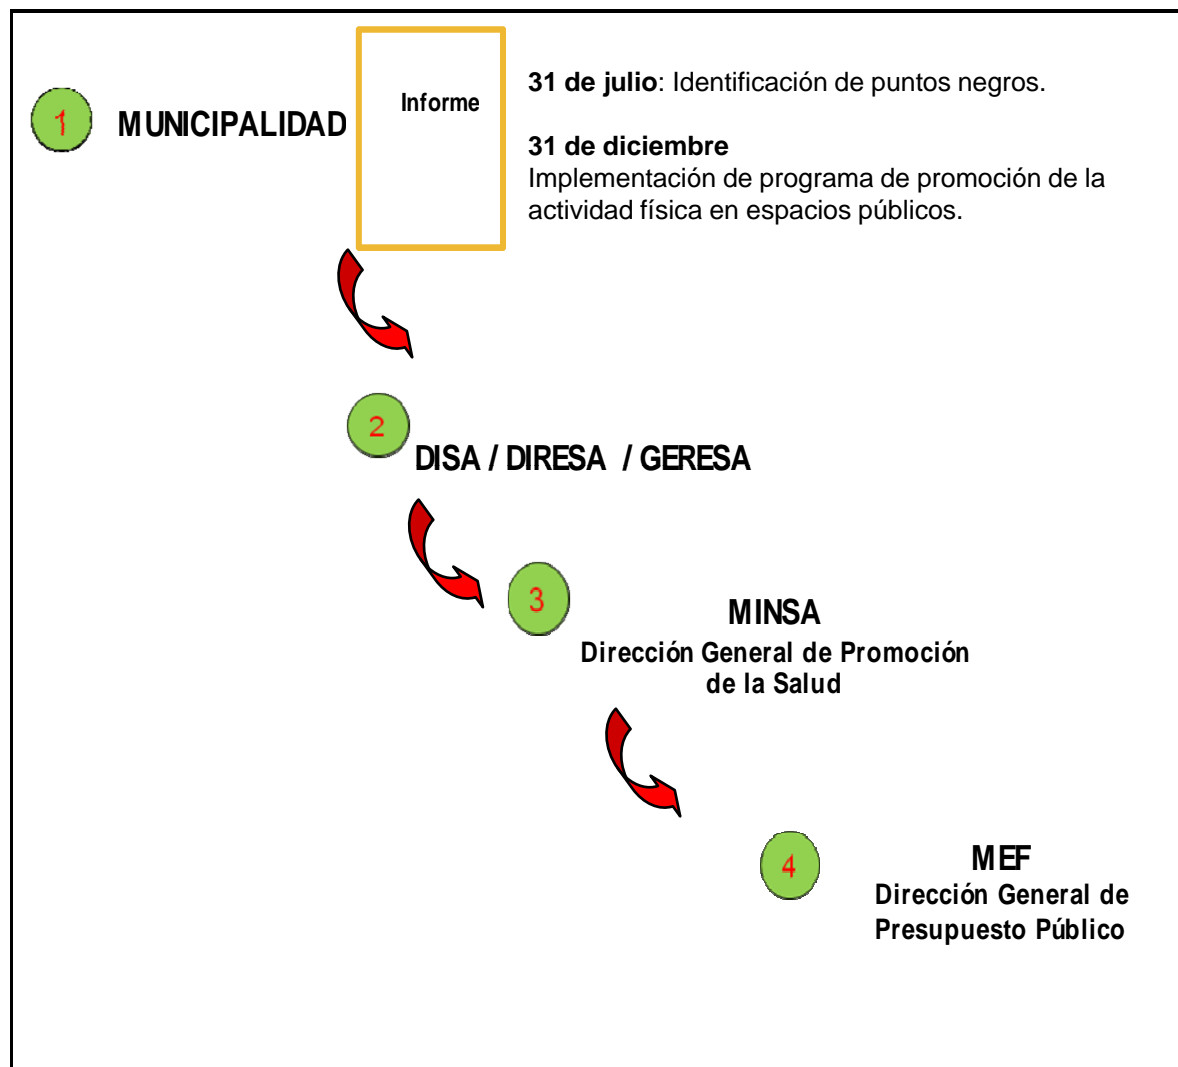 1
MUNICIPALIDAD
Informe
31 de julio: Identificación de puntos negros.
31 de diciembre
Implementación de programa de promoción de la
actividad física en espacios públicos.
2
DISA / DIRESA / GERESA
3
MINSA
Dirección General de Promoción
de la Salud
4
MEF
Dirección General de
Presupuesto Público